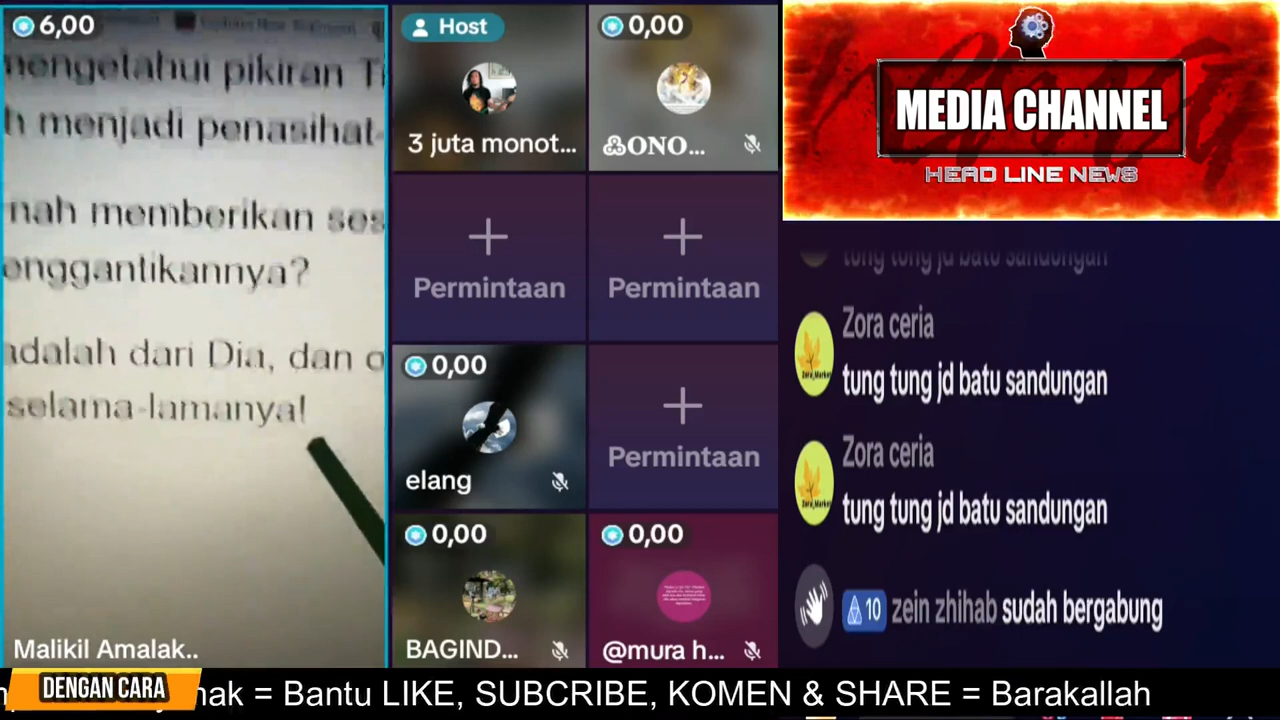 6,00
mengetahui pikiran
menjadi penasihat-
memberikan
enggantikannya?
adalah dari Dia, dan
selama-lamanya!
Malikil Amalak..
Host
3 juta monot...
0,00
ONO...
Permintaan
Permintaan
0,00
elang
Permintaan
0,00
BAGIND...
0,00
@mura h...
MEDIA CHANNEL
HEAD LINE NEWS
tung tung jd batu sandungan
Zora ceria
tung tung jd batu sandungan
Zora ceria
tung tung jd batu sandungan
10 zein zhihab sudah bergabung
DENGAN CARA
nak = Bantu LIKE, SUBCRIBE, KOMEN & SHARE = Barakallah